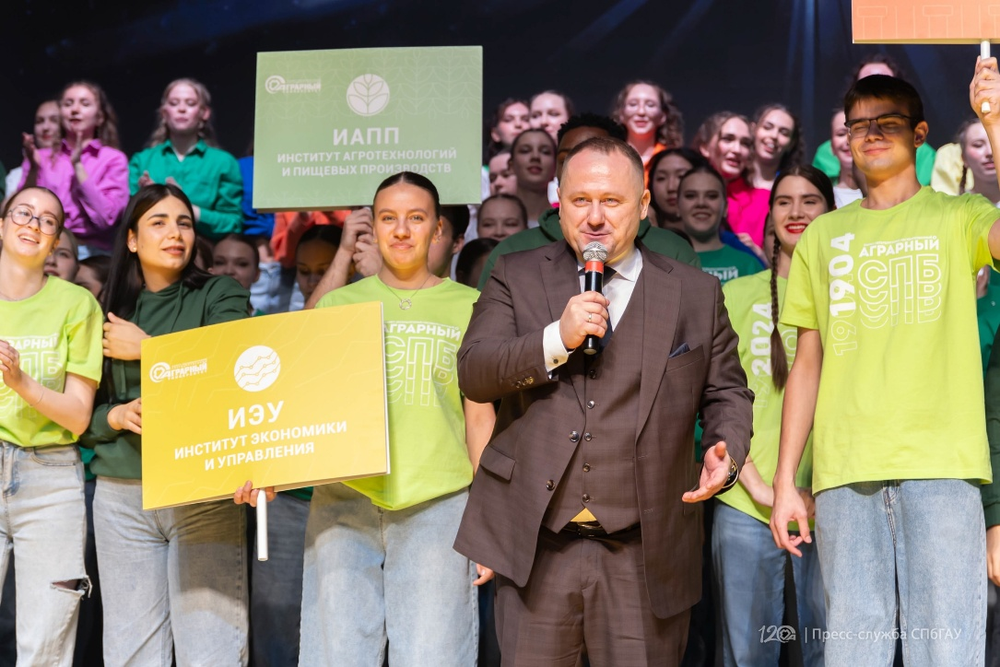 АГРАРНЫЙ
ИАПП
ИНСТИТУТ АГРОТЕХНОЛОГИЙ
И ПИЩЕВЫХ ПРОИЗВОДСТВ
АГРАРНЫЙ
ИЭУ
ИНСТИТУТ ЭКОНОМИКИ
И УПРАВЛЕНИЯ
АГРАРНЫЙ
СПБ
2024
19 1904
АГРАРНЫЙ
СПБ
120 | Пресс-служба СПбГАУ